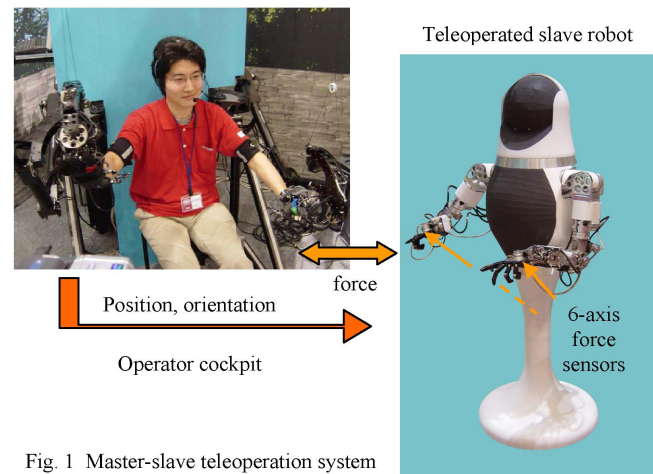 Teleoperated slave robot
force
Position, orientation
Operator cockpit
6-axis
force
sensors
Fig. 1 Master-slave teleoperation system